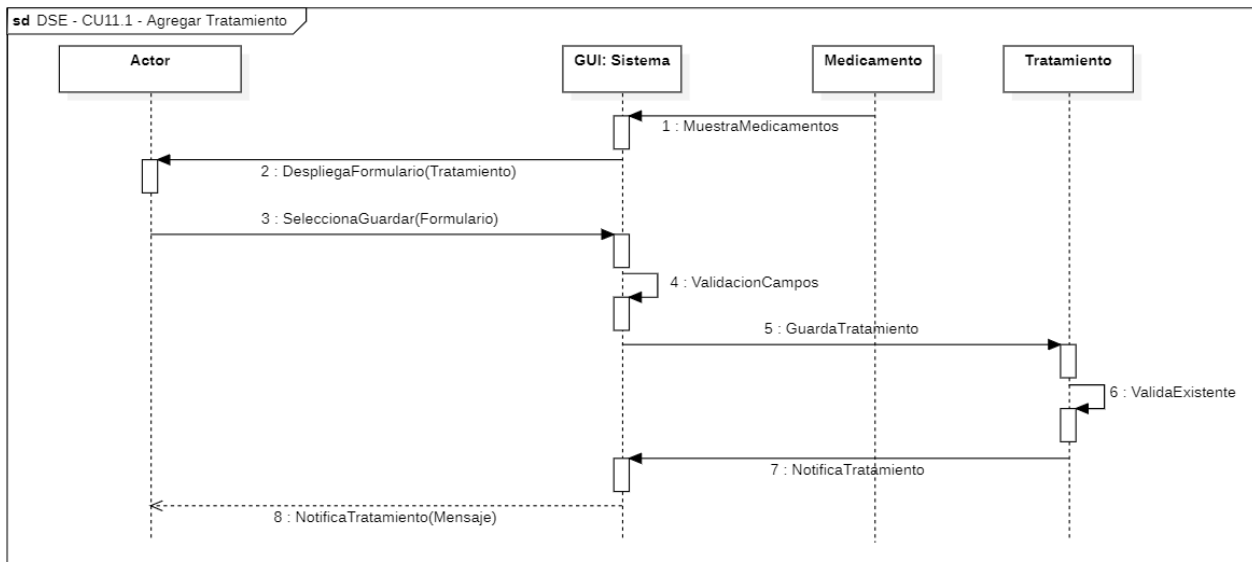 sd DSE - CU11.1 - Agregar Tratamiento
Actor
GUI: Sistema
Medicamento
Tratamiento
1 : MuestraMedicamentos
2 : DespliegaFormulario(Tratamiento)
3 : SeleccionaGuardar(Formulario)
4 : ValidacionCampos
5 : GuardaTratamiento
6 : ValidaExistente
7 : NotificaTratamiento
8 : NotificaTratamiento(Mensaje)